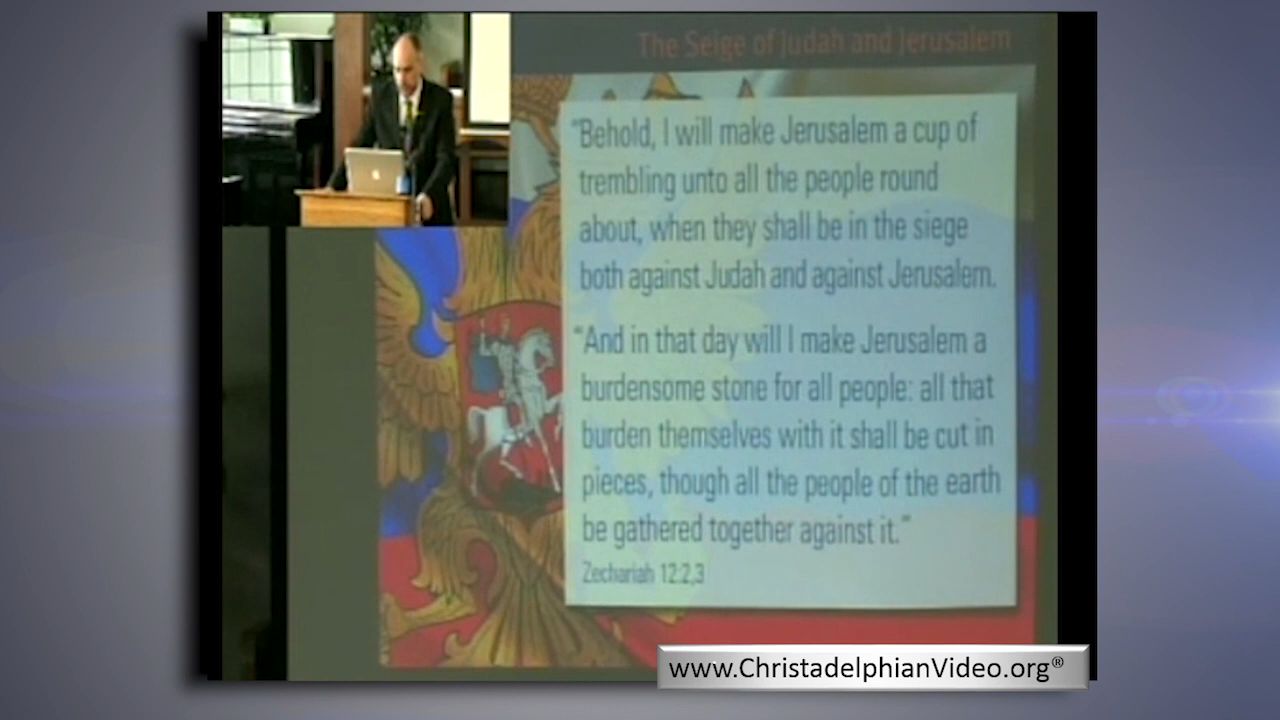 The Seige of Judah and Jerusalem
"Behold, I will make Jerusalem a cup of
trembling unto all the people round
about, when they shall be in the siege
both against Judah and against Jerusalem.
"And in that day will I make Jerusalem a
burdensome stone for all people: all that
burden themselves with it shall be cut in
pieces, though all the people of the earth
be gathered together against it."
Zechariah 12:2,3
www.ChristadelphianVideo.org®